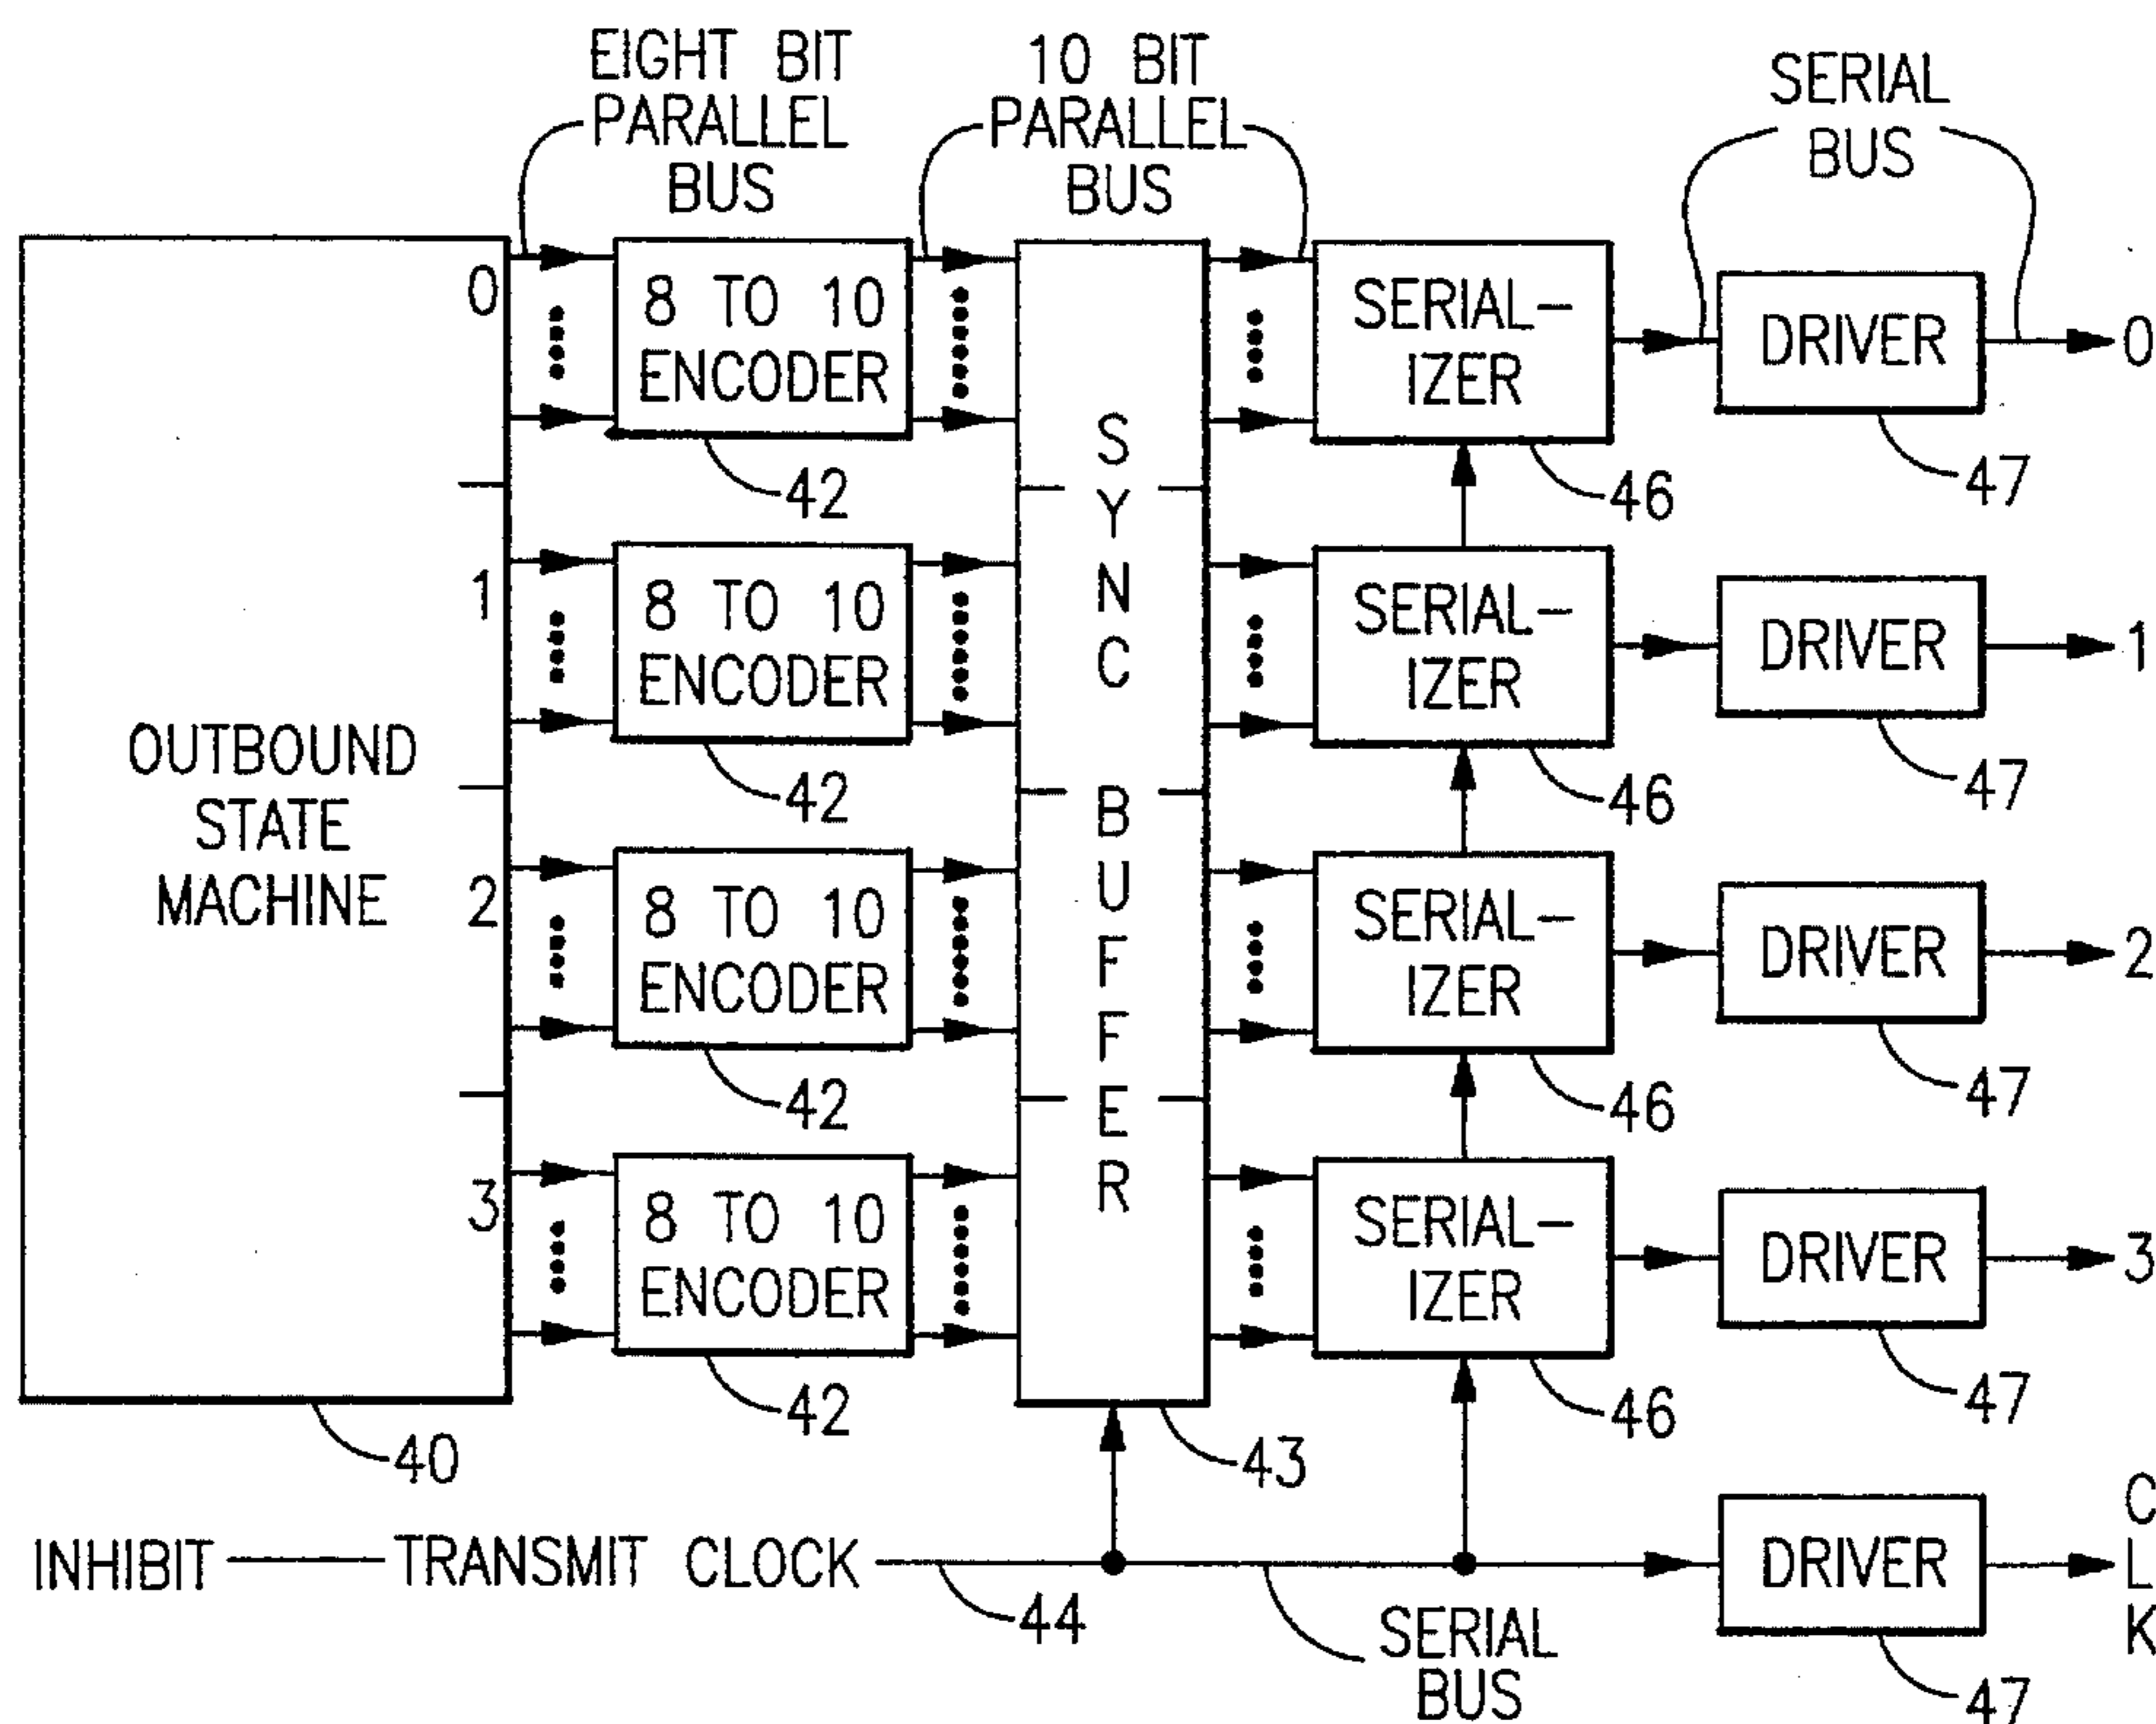 EIGHT BIT
PARALLEL
BUS
10 BIT
PARALLEL
BUS
SERIAL
BUS
OUTBOUND
STATE
MACHINE
40
0
1
2
3
8 TO 10
ENCODER
42
8 TO 10
ENCODER
42
8 TO 10
ENCODER
42
8 TO 10
ENCODER
42
SYNC BUFFER
43
SERIAL-
IZER
46
SERIAL-
IZER
46
SERIAL-
IZER
46
SERIAL-
IZER
46
DRIVER
47
0
DRIVER
47
1
DRIVER
47
2
DRIVER
47
3
INHIBIT
TRANSMIT CLOCK
44
SERIAL
BUS
DRIVER
47
CLK